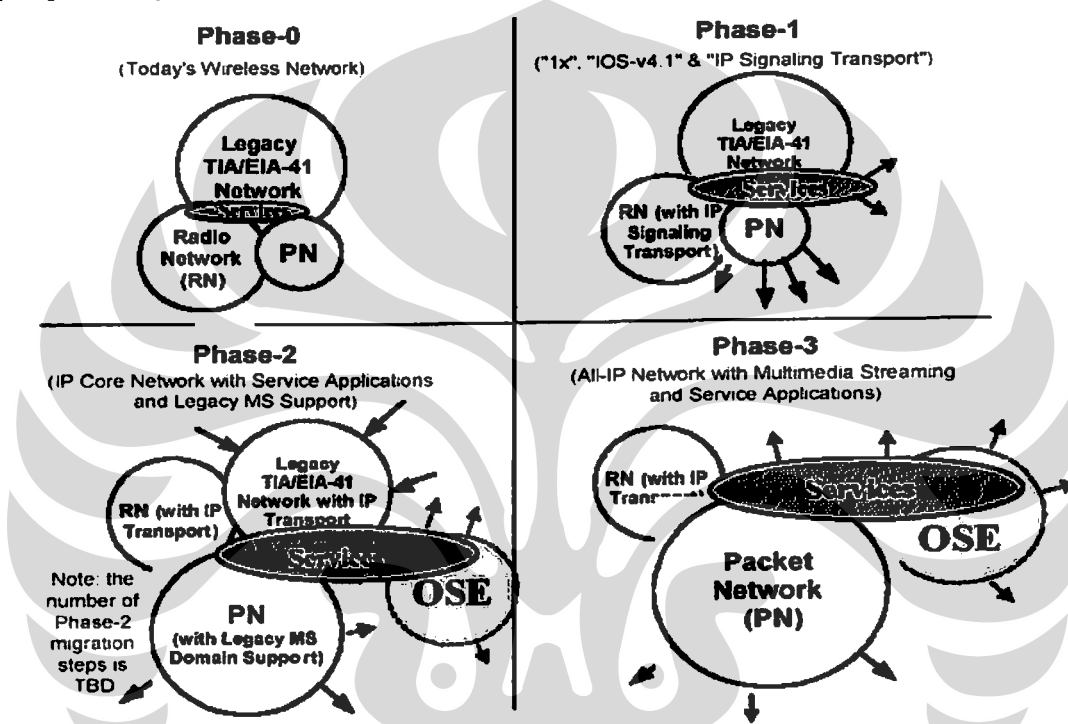 Phase-0
(Today's Wireless Network)
Legacy
TIA/EIA-41
Network
Services
Radio
Network
(RN)
PN
Phase-1
("1x", "IOS-v4.1" & "IP Signaling Transport")
Legacy
TIA/EIA-41
Network
Services
RN (with IP
Signaling
Transport)
PN
Phase-2
(IP Core Network with Service Applications
and Legacy MS Support)
Legacy
TIA/EIA-41
Network with IP
Transport
RN (with IP
Transport)
Services
OSE
PN
(with Legacy MS
Domain Support)
Note: the
number of
Phase-2
migration
steps is
TBD
Phase-3
(All-IP Network with Multimedia Streaming
and Service Applications)
RN (with IP
Services
OSE
Packet
Network
(PN)